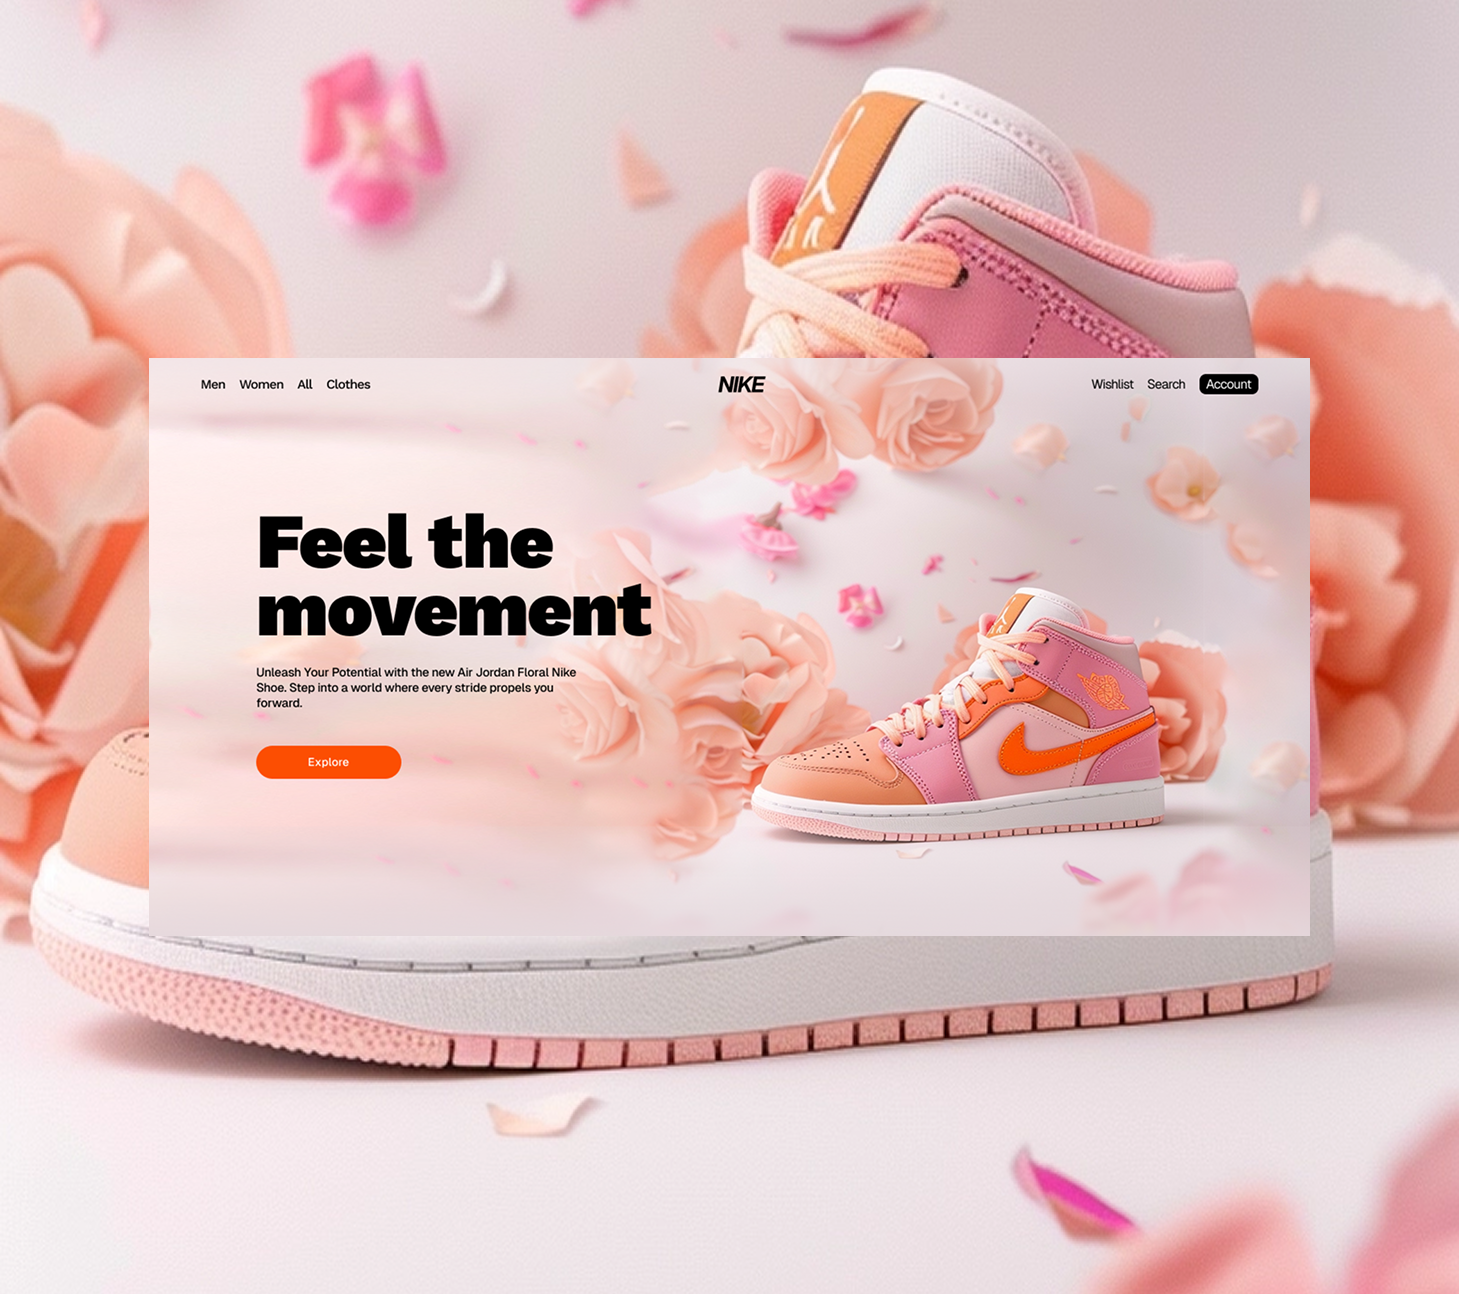 Men Women All Clothes
NIKE
Wishlist Search Account
Feel the
movement
Unleash Your Potential with the new Air Jordan Floral Nike
Shoe. Step into a world where every stride propels you
forward.
Explore